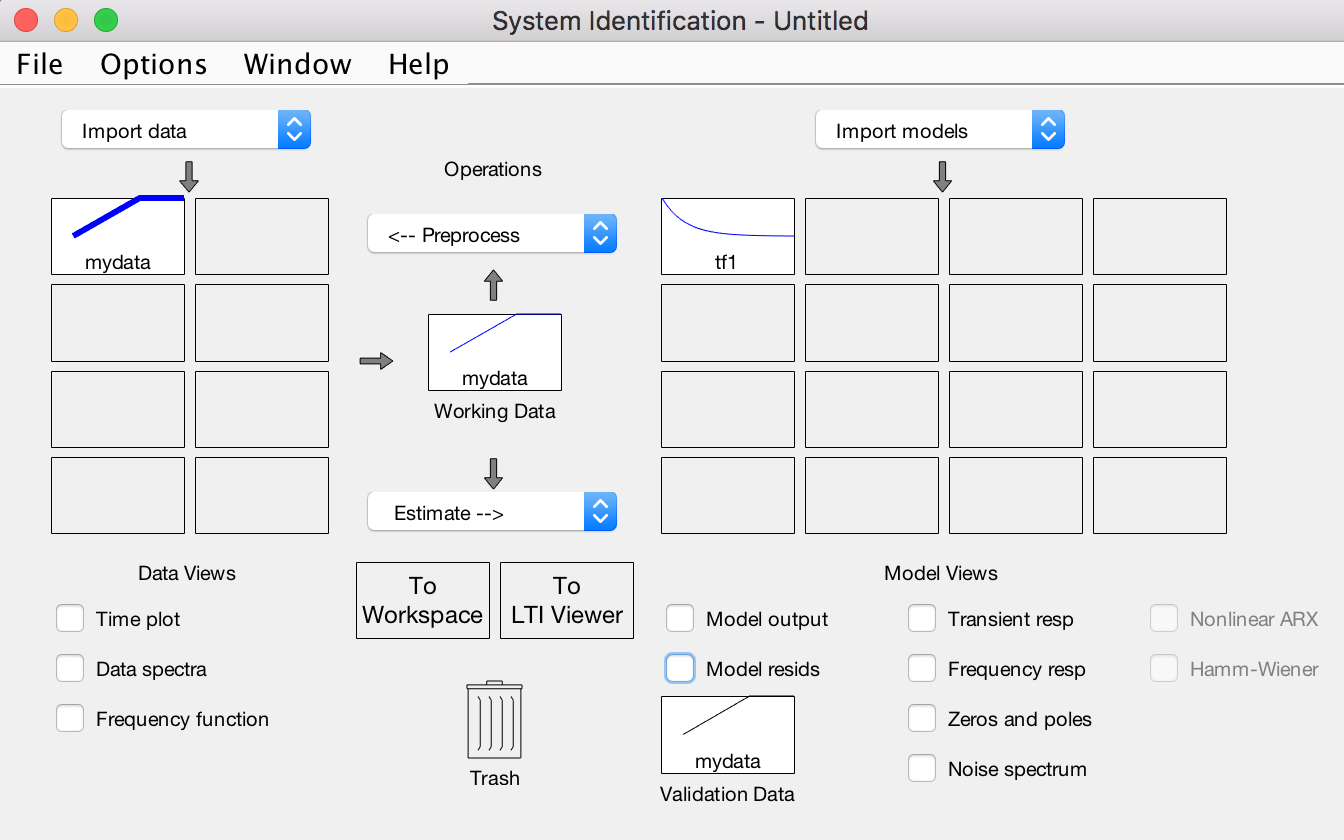 System Identification - Untitled
File Options Window Help
Import data
Import models
Operations
<-- Preprocess
mydata
tf1
mydata
Working Data
Estimate -->
Data Views
Time plot
Data spectra
Frequency function
To
Workspace
To
LTI Viewer
Trash
Model Views
Model output
Model resids
mydata
Validation Data
Transient resp
Frequency resp
Zeros and poles
Noise spectrum
Nonlinear ARX
Hamm-Wiener